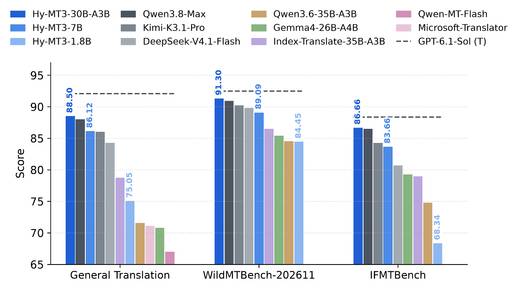 Hy-MT3-30B-A3B
Hy-MT3-7B
Hy-MT3-1.8B
Qwen3.8-Max
Kimi-K3.1-Pro
DeepSeek-V4.1-Flash
Qwen3.6-35B-A3B
Gemma4-26B-A4B
Index-Translate-35B-A3B
Qwen-MT-Flash
Microsoft-Translator
GPT-6.1-Sol (T)
Score
95
90
85
80
75
70
65
88.50
86.12
75.05
91.30
89.09
84.45
86.66
83.66
68.34
General Translation
WildMTBench-202611
IFMTBench